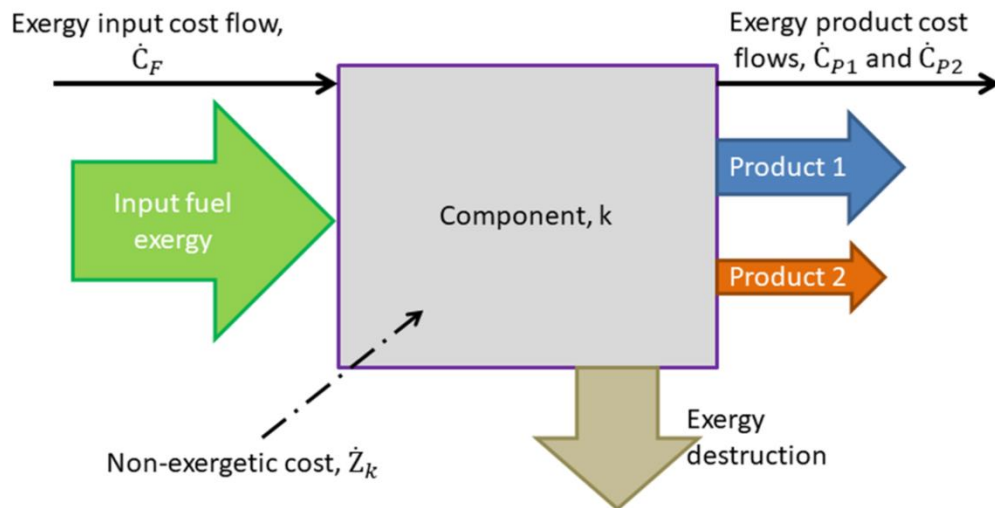 Exergy input cost flow,
Ċ_F
Exergy product cost
flows, Ċ_P1 and Ċ_P2
Input fuel
exergy
Component, k
Product 1
Product 2
Non-exergetic cost, Ż_k
Exergy
destruction